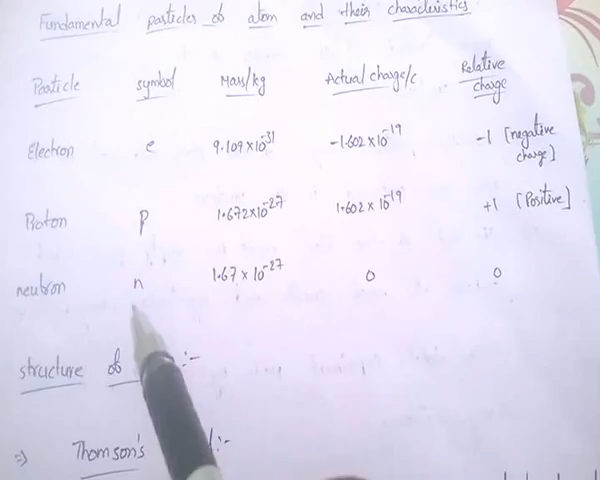 Fundamental particles of atom and their characteristics
Particle symbol Mass/kg Actual charge/c Relative charge
Electron e 9.109×10⁻³¹ -1.602×10⁻¹⁹ -1 [negative charge]
Proton p 1.672×10⁻²⁷ 1.602×10⁻¹⁹ +1 [Positive]
neutron n 1.67×10⁻²⁷ 0 0
structure of :-
⇒ Thomson's :-